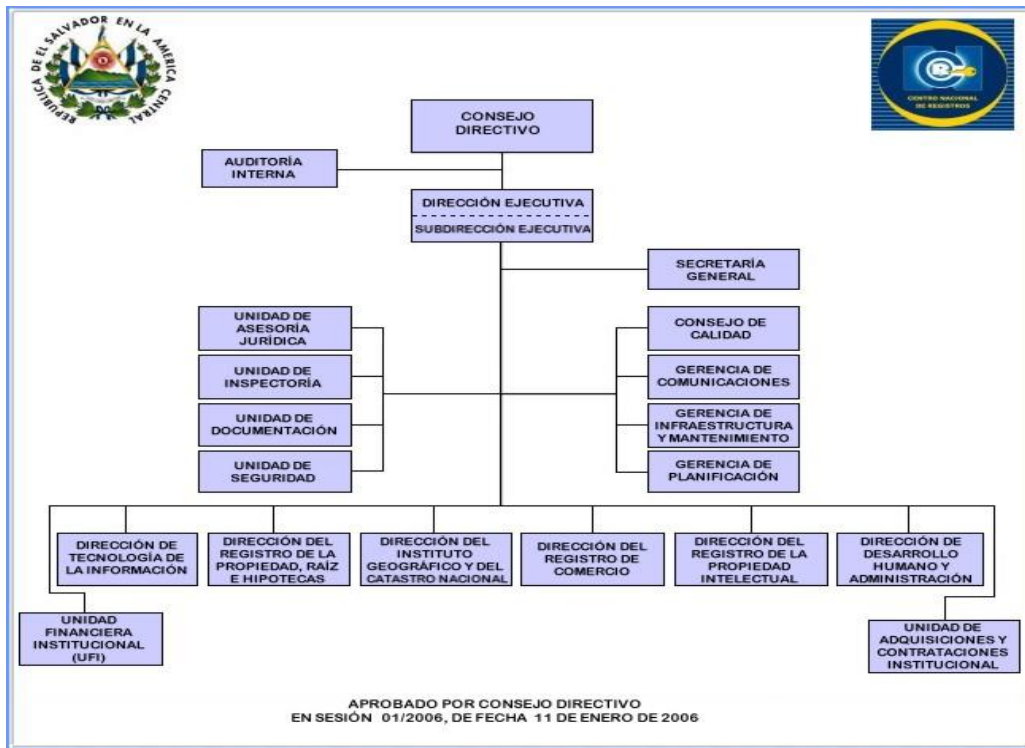 REPUBLICA DE EL SALVADOR EN LA AMERICA CENTRAL
CR
CENTRO NACIONAL
DE REGISTROS
CONSEJO
DIRECTIVO
AUDITORÍA
INTERNA
DIRECCIÓN EJECUTIVA
SUBDIRECCIÓN EJECUTIVA
SECRETARÍA
GENERAL
UNIDAD DE
ASESORÍA
JURÍDICA
CONSEJO DE
CALIDAD
UNIDAD DE
INSPECTORÍA
GERENCIA DE
COMUNICACIONES
UNIDAD DE
DOCUMENTACIÓN
GERENCIA DE
INFRAESTRUCTURA
Y MANTENIMIENTO
UNIDAD DE
SEGURIDAD
GERENCIA DE
PLANIFICACIÓN
DIRECCIÓN DE
TECNOLOGÍA DE
LA INFORMACIÓN
DIRECCIÓN DEL
REGISTRO DE LA
PROPIEDAD, RAÍZ
E HIPOTECAS
DIRECCIÓN DEL
INSTITUTO
GEOGRÁFICO Y DEL
CATASTRO NACIONAL
DIRECCIÓN DEL
REGISTRO DE
COMERCIO
DIRECCIÓN DEL
REGISTRO DE LA
PROPIEDAD
INTELECTUAL
DIRECCIÓN DE
DESARROLLO
HUMANO Y
ADMINISTRACIÓN
UNIDAD
FINANCIERA
INSTITUCIONAL
(UFI)
UNIDAD DE
ADQUISICIONES Y
CONTRATACIONES
INSTITUCIONAL
APROBADO POR CONSEJO DIRECTIVO
EN SESIÓN 01/2006, DE FECHA 11 DE ENERO DE 2006